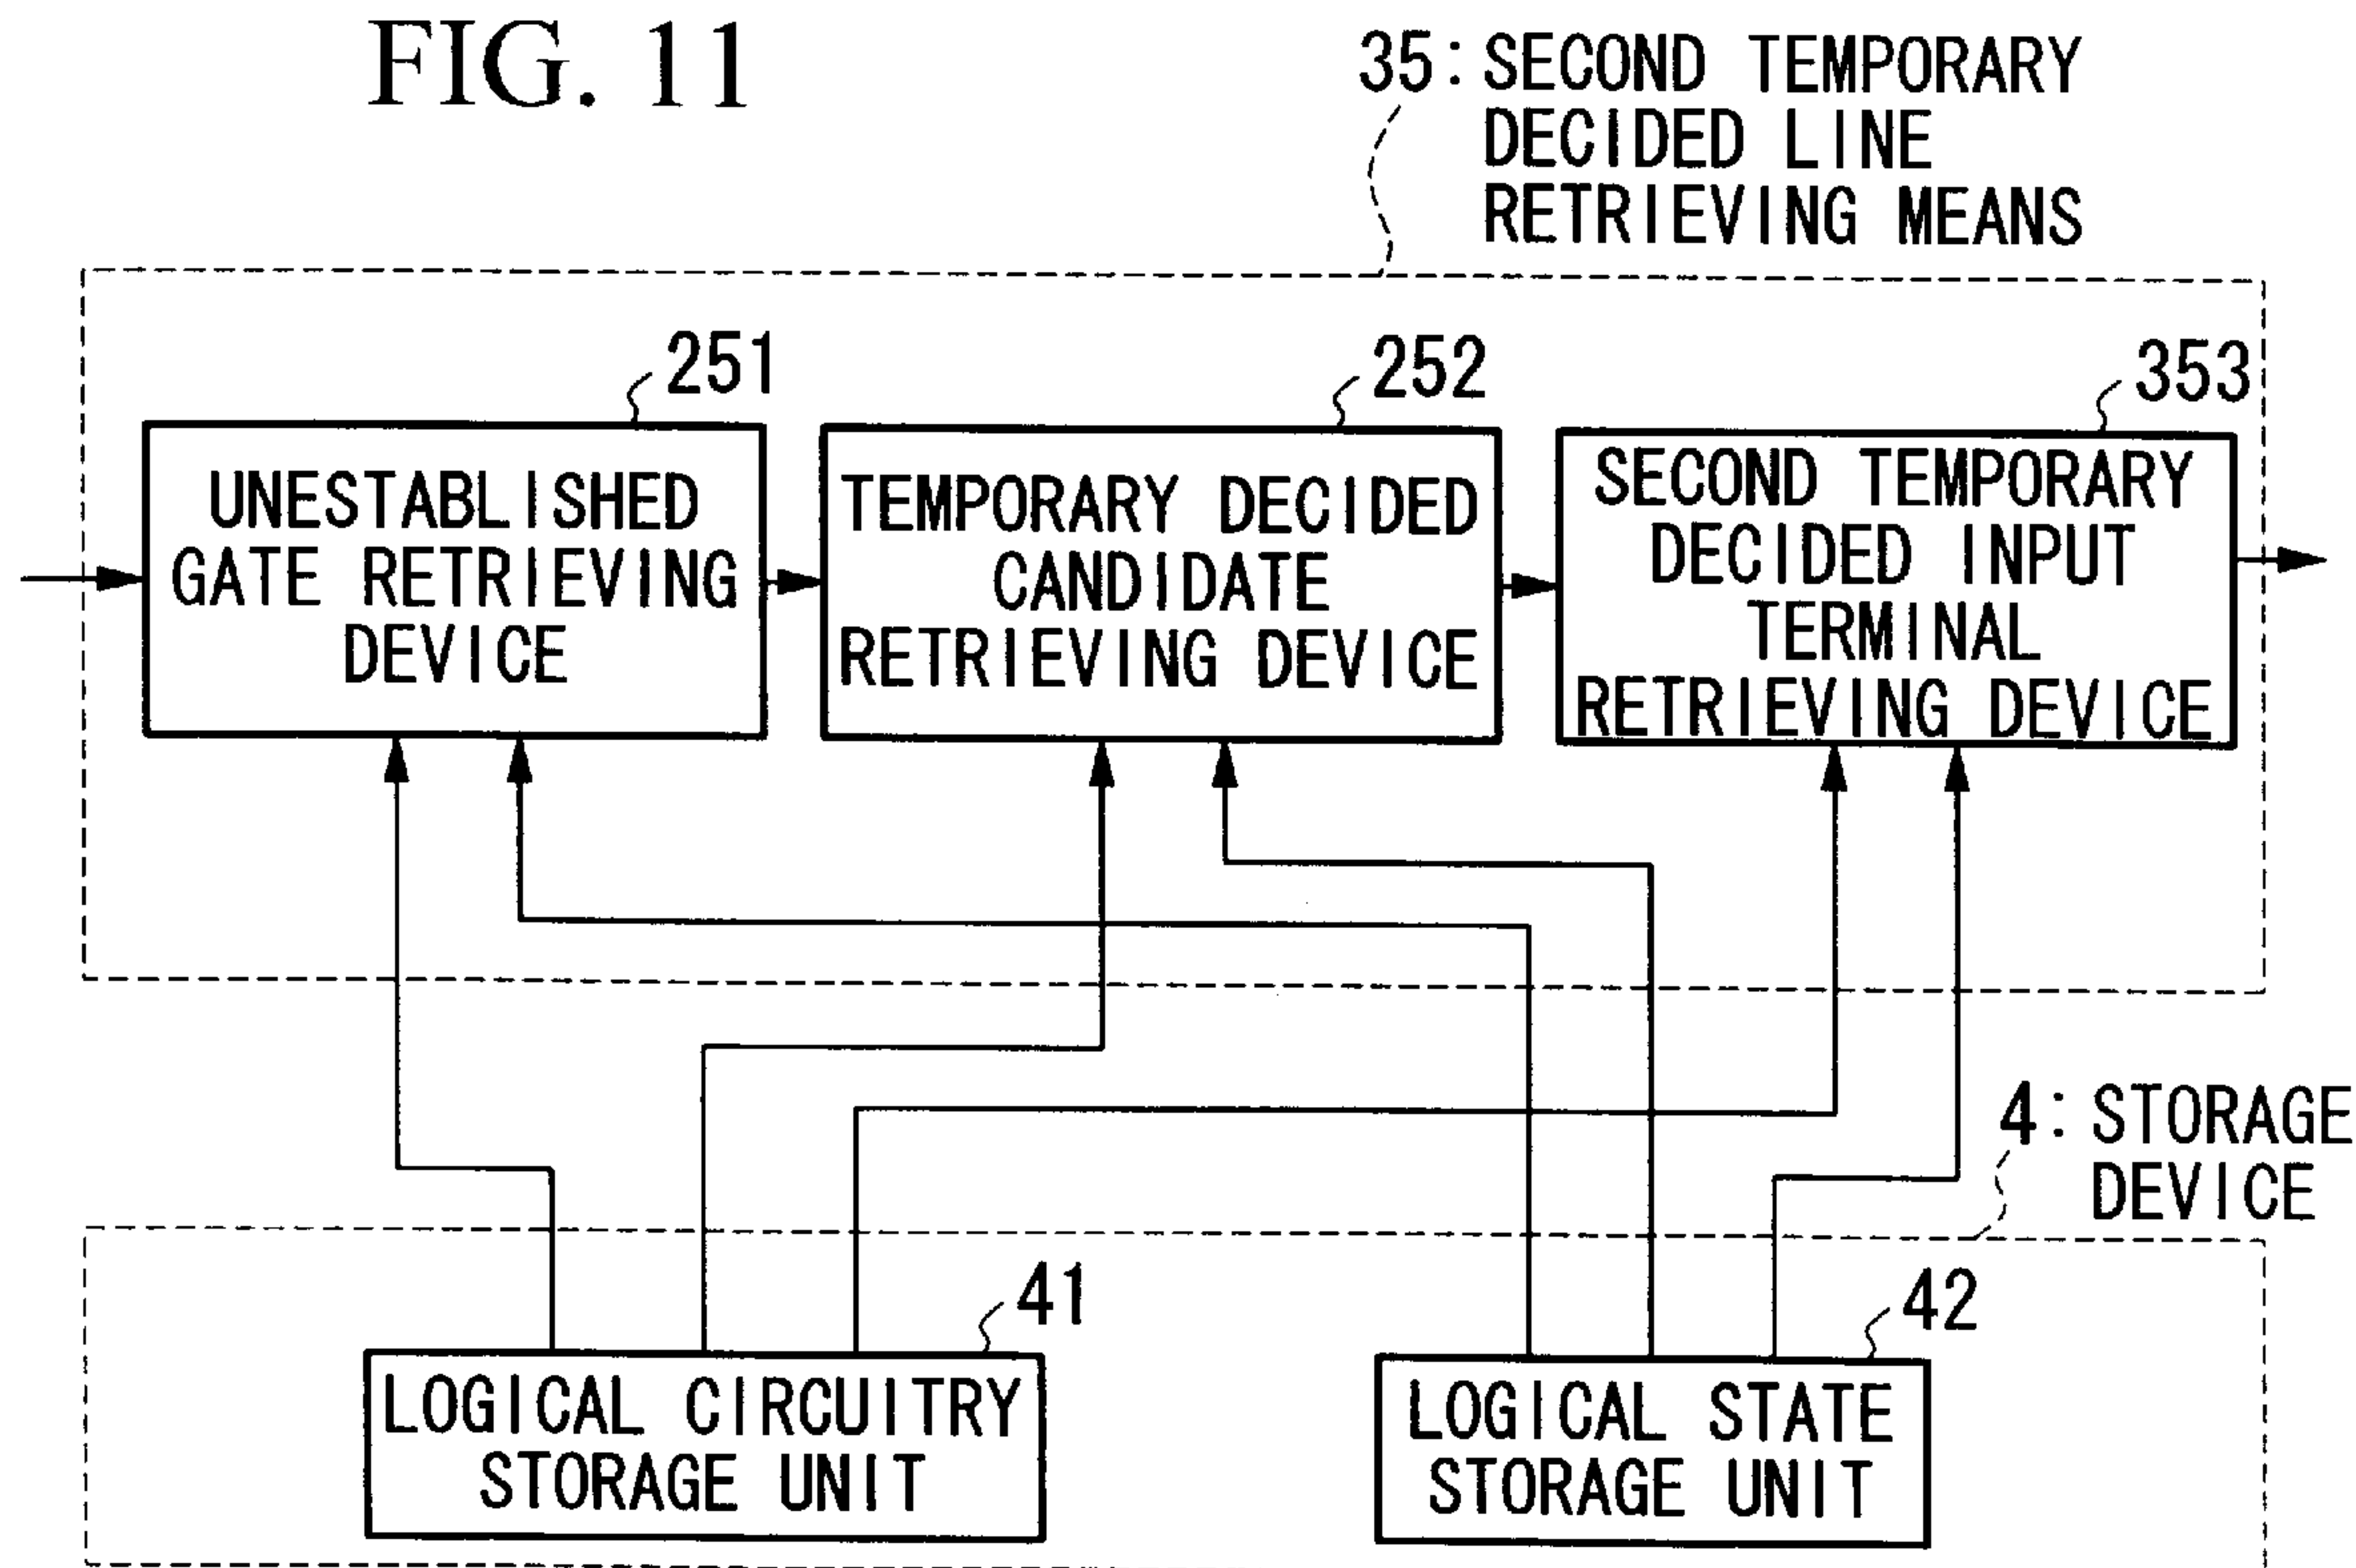 FIG. 11
35: SECOND TEMPORARY
DECIDED LINE
RETRIEVING MEANS
251
252
353
UNESTABLISHED
GATE RETRIEVING
DEVICE
TEMPORARY DECIDED
CANDIDATE
RETRIEVING DEVICE
SECOND TEMPORARY
DECIDED INPUT
TERMINAL
RETRIEVING DEVICE
4: STORAGE
DEVICE
41
42
LOGICAL CIRCUITRY
STORAGE UNIT
LOGICAL STATE
STORAGE UNIT